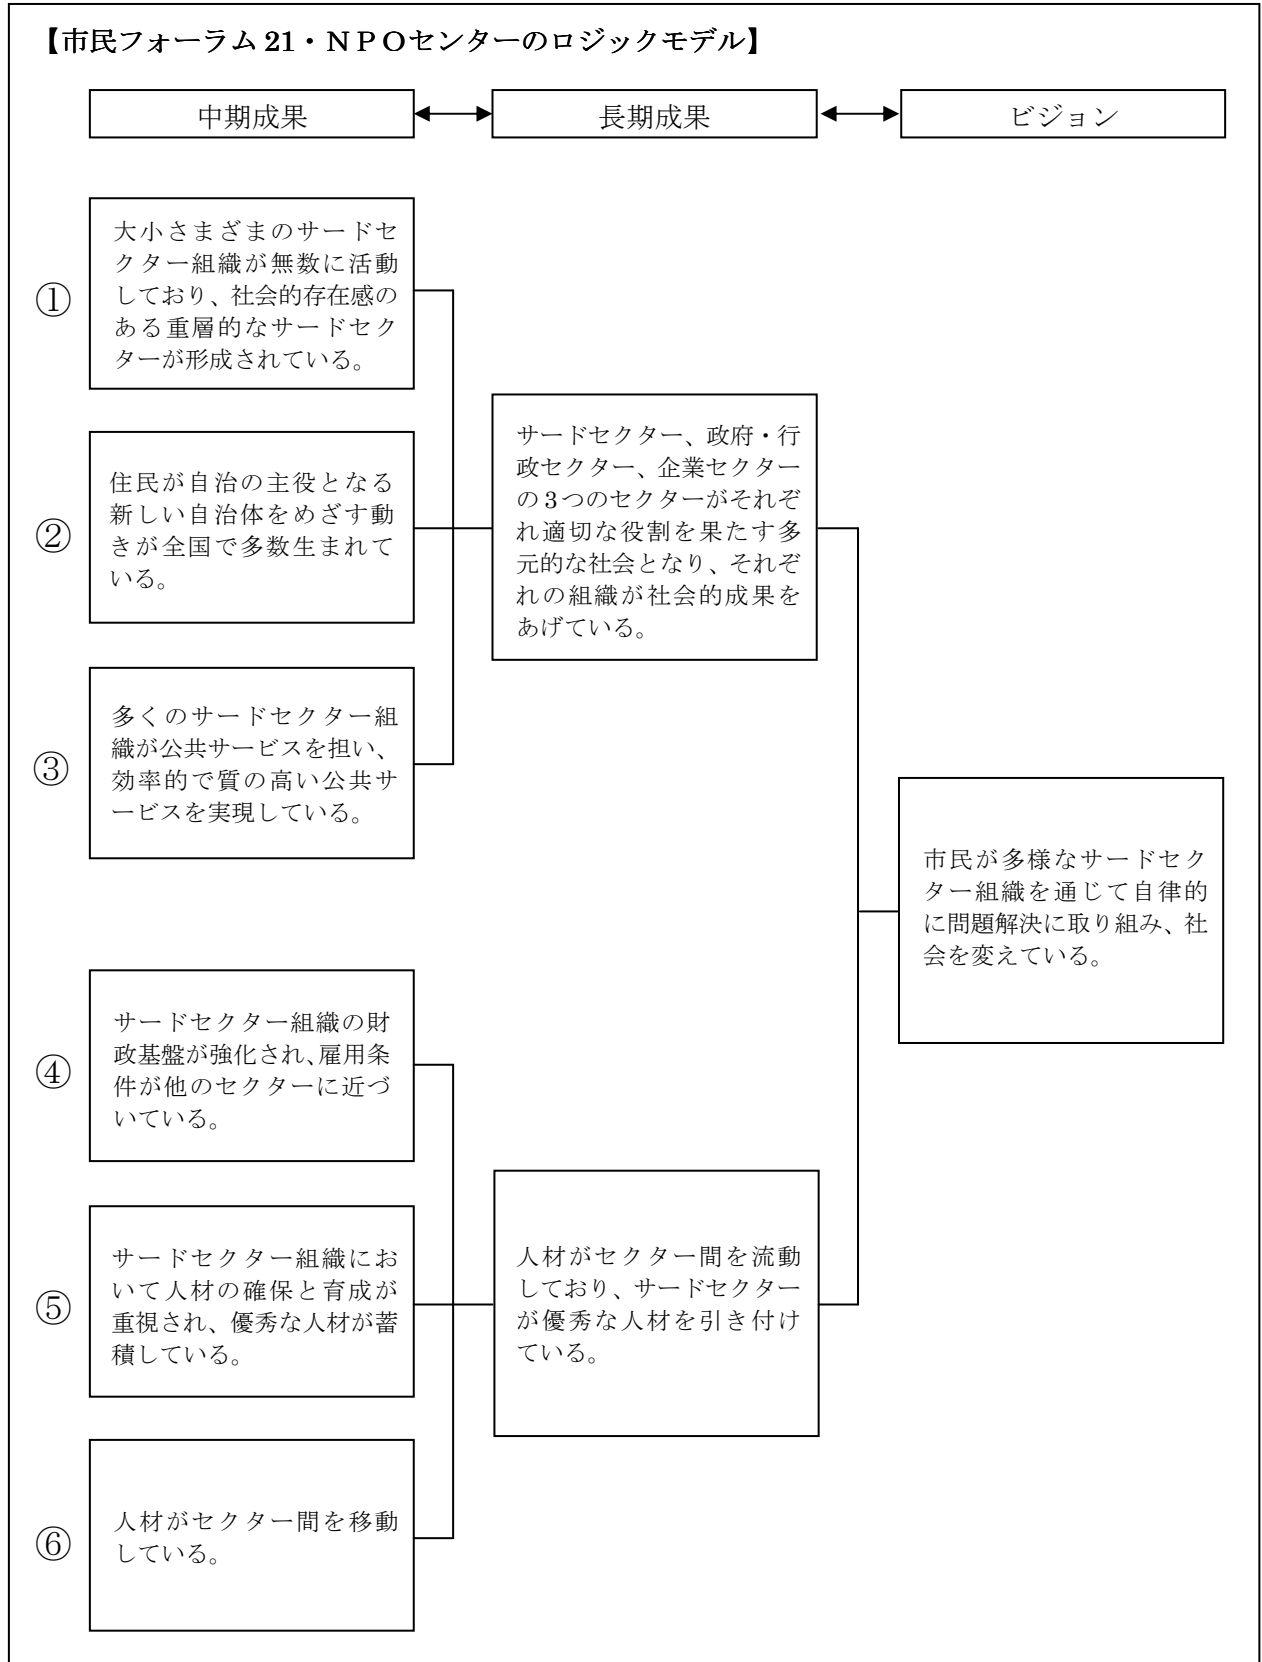 【市民フォーラム21・NPOセンターのロジックモデル】
中期成果
長期成果
ビジョン
①
大小さまざまのサードセ
クター組織が無数に活動
しており、社会的存在感の
ある重層的なサードセク
ターが形成されている。
②
住民が自治の主役となる
新しい自治体をめざす動
きが全国で多数生まれて
いる。
③
多くのサードセクター組
織が公共サービスを担い、
効率的で質の高い公共サ
ービスを実現している。
サードセクター、政府・行
政セクター、企業セクター
の3つのセクターがそれぞ
れ適切な役割を果たす多
元的な社会となり、それぞ
れの組織が社会的成果を
あげている。
④
サードセクター組織の財
政基盤が強化され、雇用条
件が他のセクターに近づ
いている。
⑤
サードセクター組織にお
いて人材の確保と育成が
重視され、優秀な人材が蓄
積している。
⑥
人材がセクター間を移動
している。
人材がセクター間を流動
しており、サードセクター
が優秀な人材を引き付け
ている。
市民が多様なサードセク
ター組織を通じて自律的
に問題解決に取り組み、社
会を変えている。